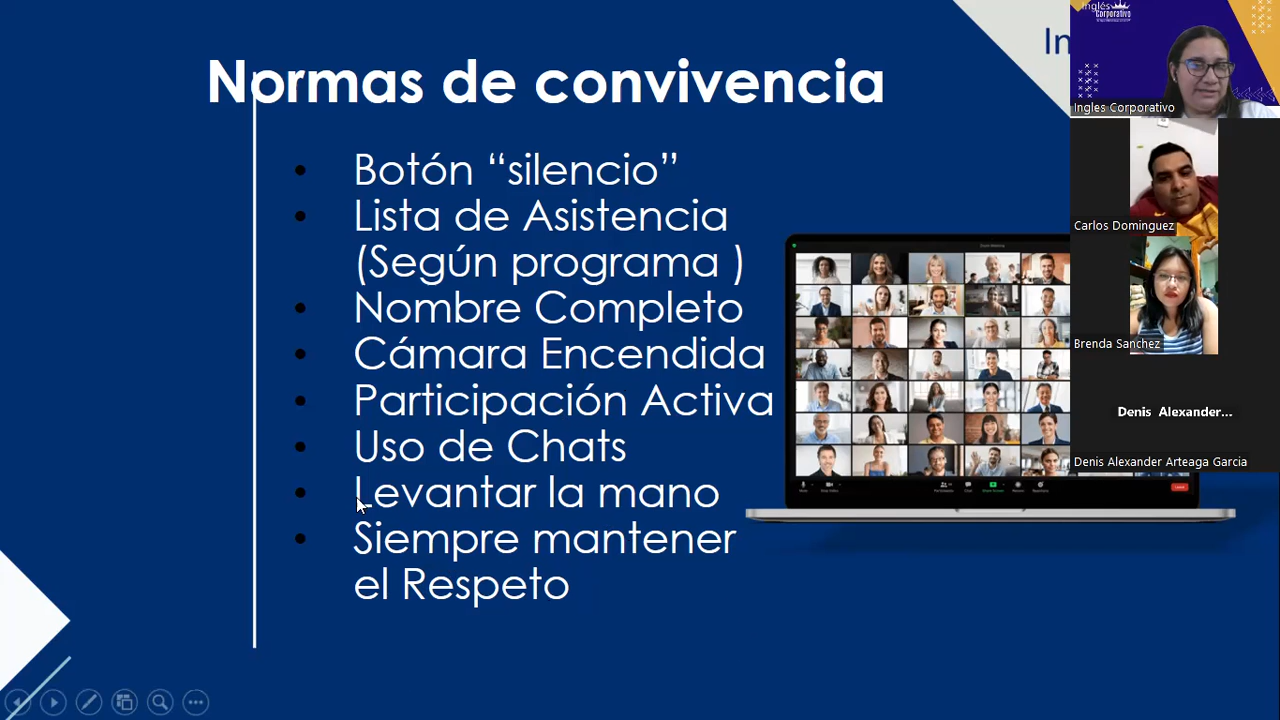 Normas de convivencia
• Botón “silencio”
• Lista de Asistencia
(Según programa )
• Nombre Completo
• Cámara Encendida
• Participación Activa
• Uso de Chats
• Levantar la mano
• Siempre mantener
el Respeto
Inglés
Corporativo
Ingles Corporativo
Carlos Dominguez
Brenda Sanchez
Denis Alexander...
Denis Alexander Arteaga Garcia